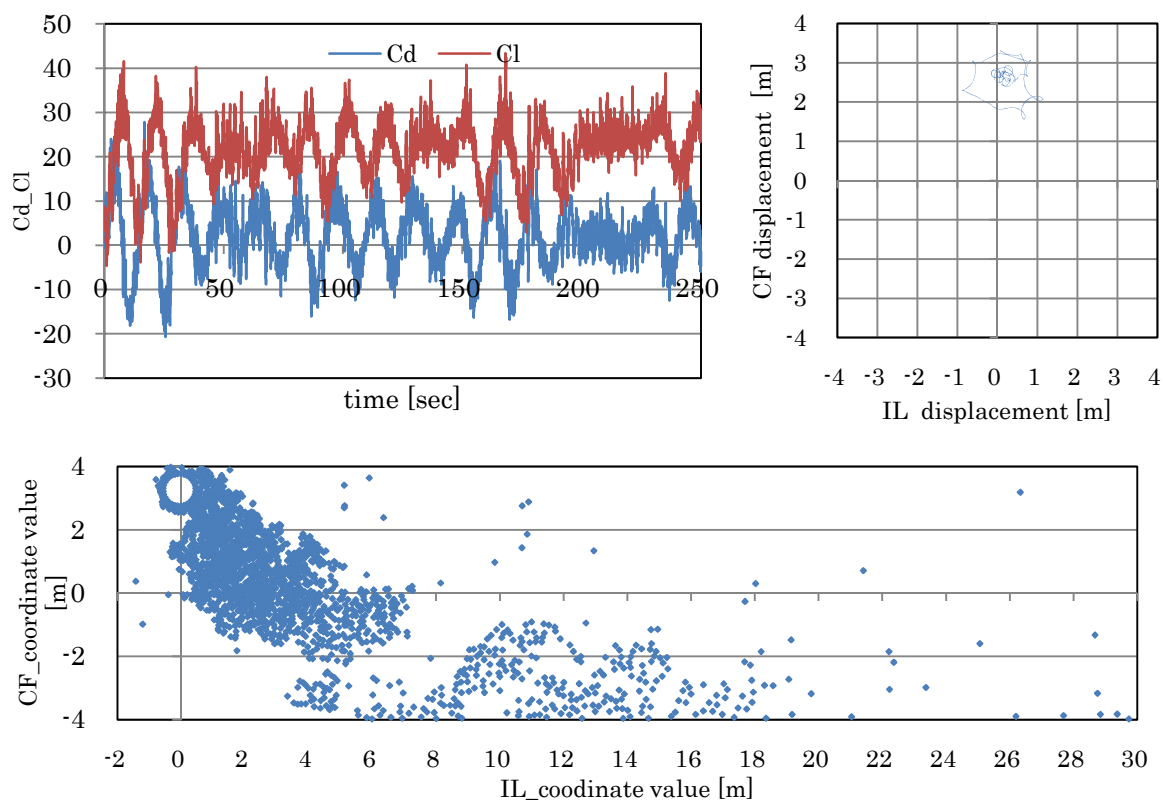 50
40
30
20
10
0
-10
-20
-30
Cd_Cl
Cd Cl
0 50 100 150 200 250
time [sec]
4
3
2
1
0
-1
-2
-3
-4
CF displacement [m]
-4 -3 -2 -1 0 1 2 3 4
IL displacement [m]
4
2
0
-2
-4
CF_coordinate value
[m]
-2 0 2 4 6 8 10 12 14 16 18 20 22 24 26 28 30
IL_coodinate value [m]